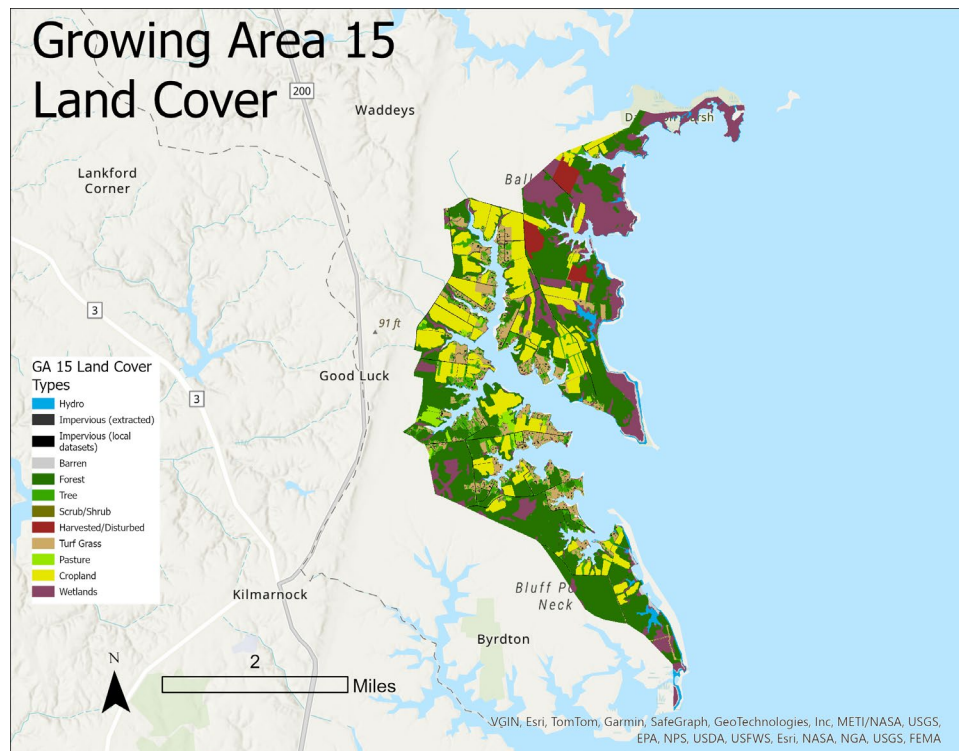 Growing Area 15
Land Cover
200
Waddeys
Lankford
Corner
Ball
3
91 ft
Good Luck
3
GA 15 Land Cover
Types
Hydro
Impervious (extracted)
Impervious (local
datasets)
Barren
Forest
Tree
Scrub/Shrub
Harvested/Disturbed
Turf Grass
Pasture
Cropland
Wetlands
Kilmarnock
Bluff Po
Neck
Byrdton
N
2
Miles
VGIN, Esri, TomTom, Garmin, SafeGraph, GeoTechnologies, Inc, METI/NASA, USGS,
EPA, NPS, USDA, USFWS, Esri, NASA, NGA, USGS, FEMA